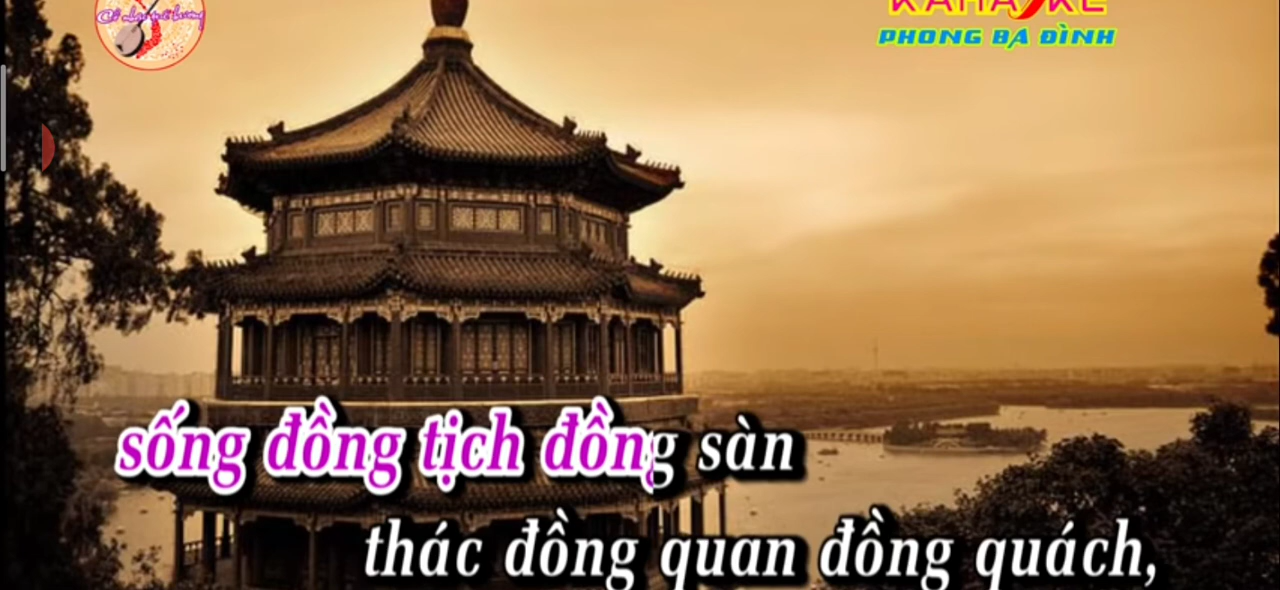 KARAOKE
PHONG BẠ ĐÌNH
sống đồng tịch đồng sàn
thác đồng quan đồng quách,